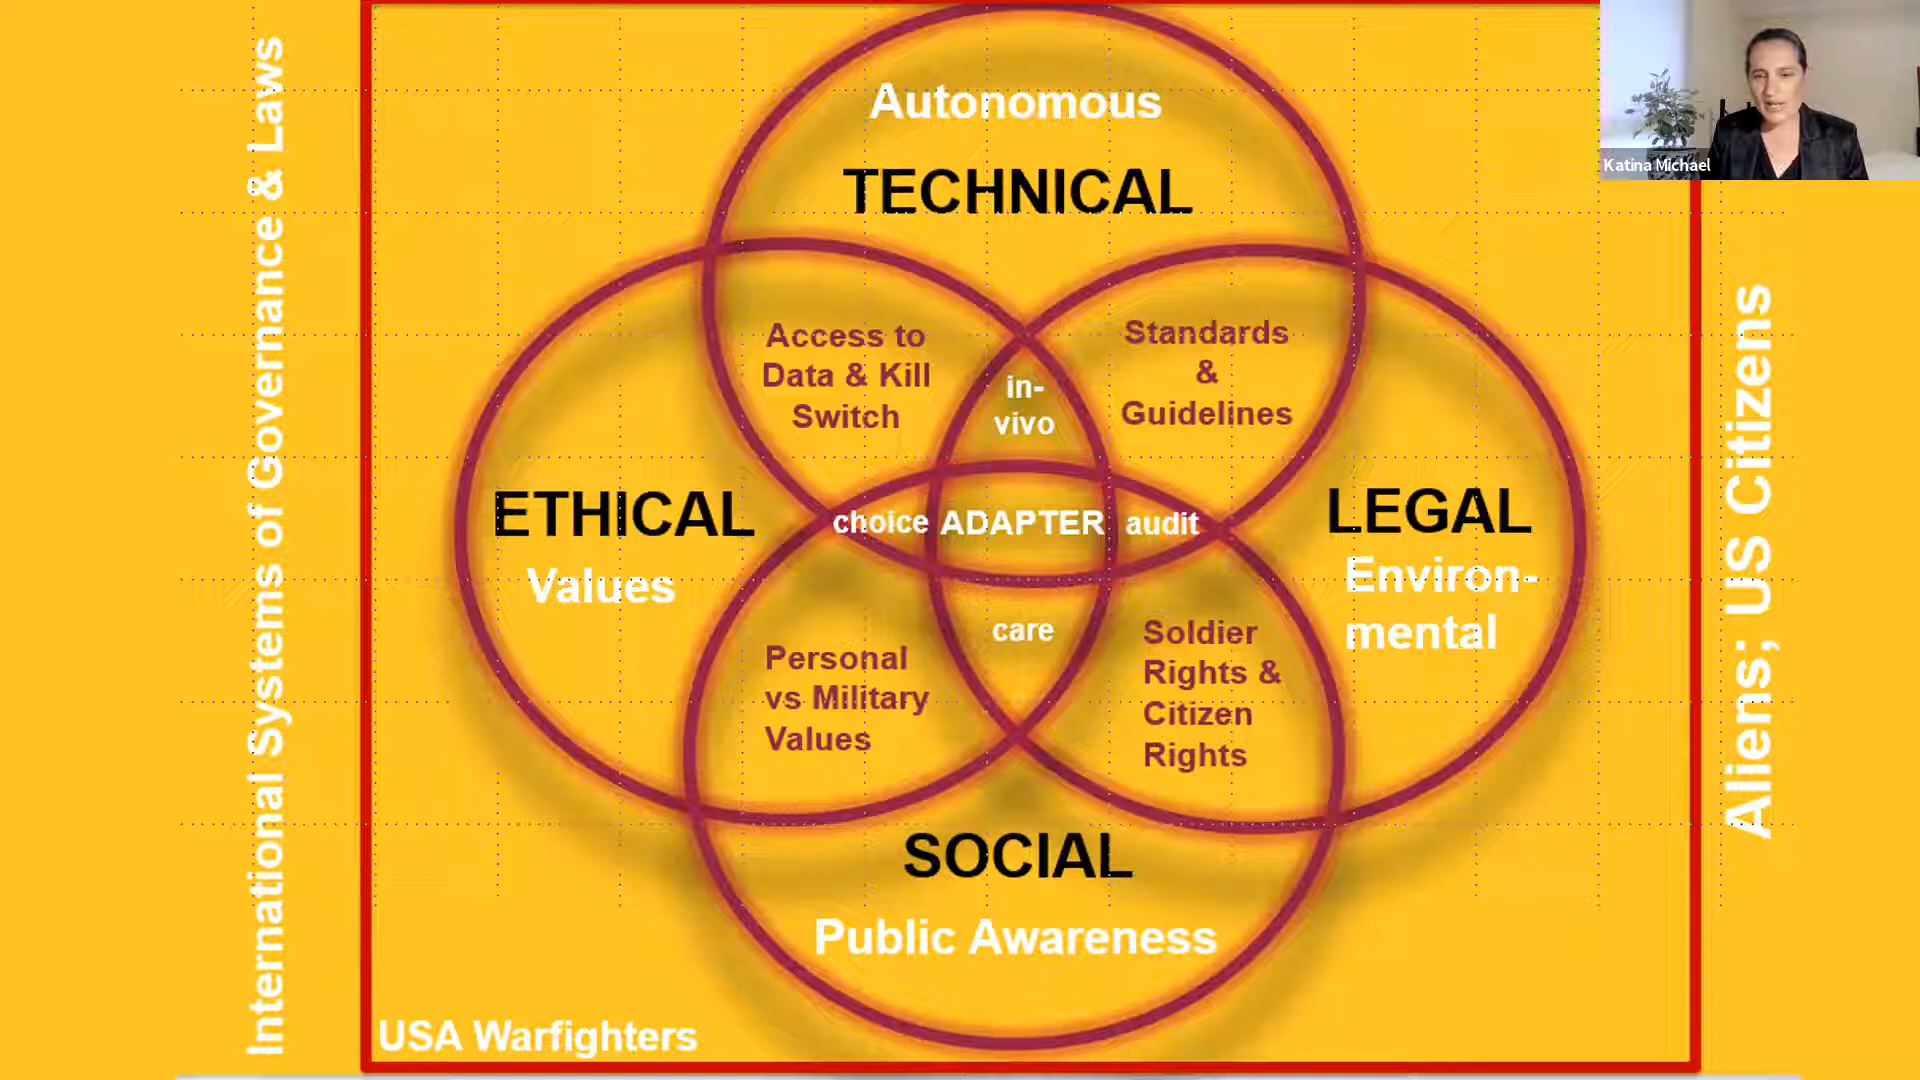 International Systems of Governance & Laws
Autonomous
TECHNICAL
Katina Michael
Access to
Data & Kill
Switch
in-
vivo
Standards
&
Guidelines
ETHICAL
Values
choice
ADAPTER
audit
LEGAL
Environ-
mental
care
Personal
vs Military
Values
Soldier
Rights &
Citizen
Rights
SOCIAL
Public Awareness
USA Warfighters
Aliens; US Citizens